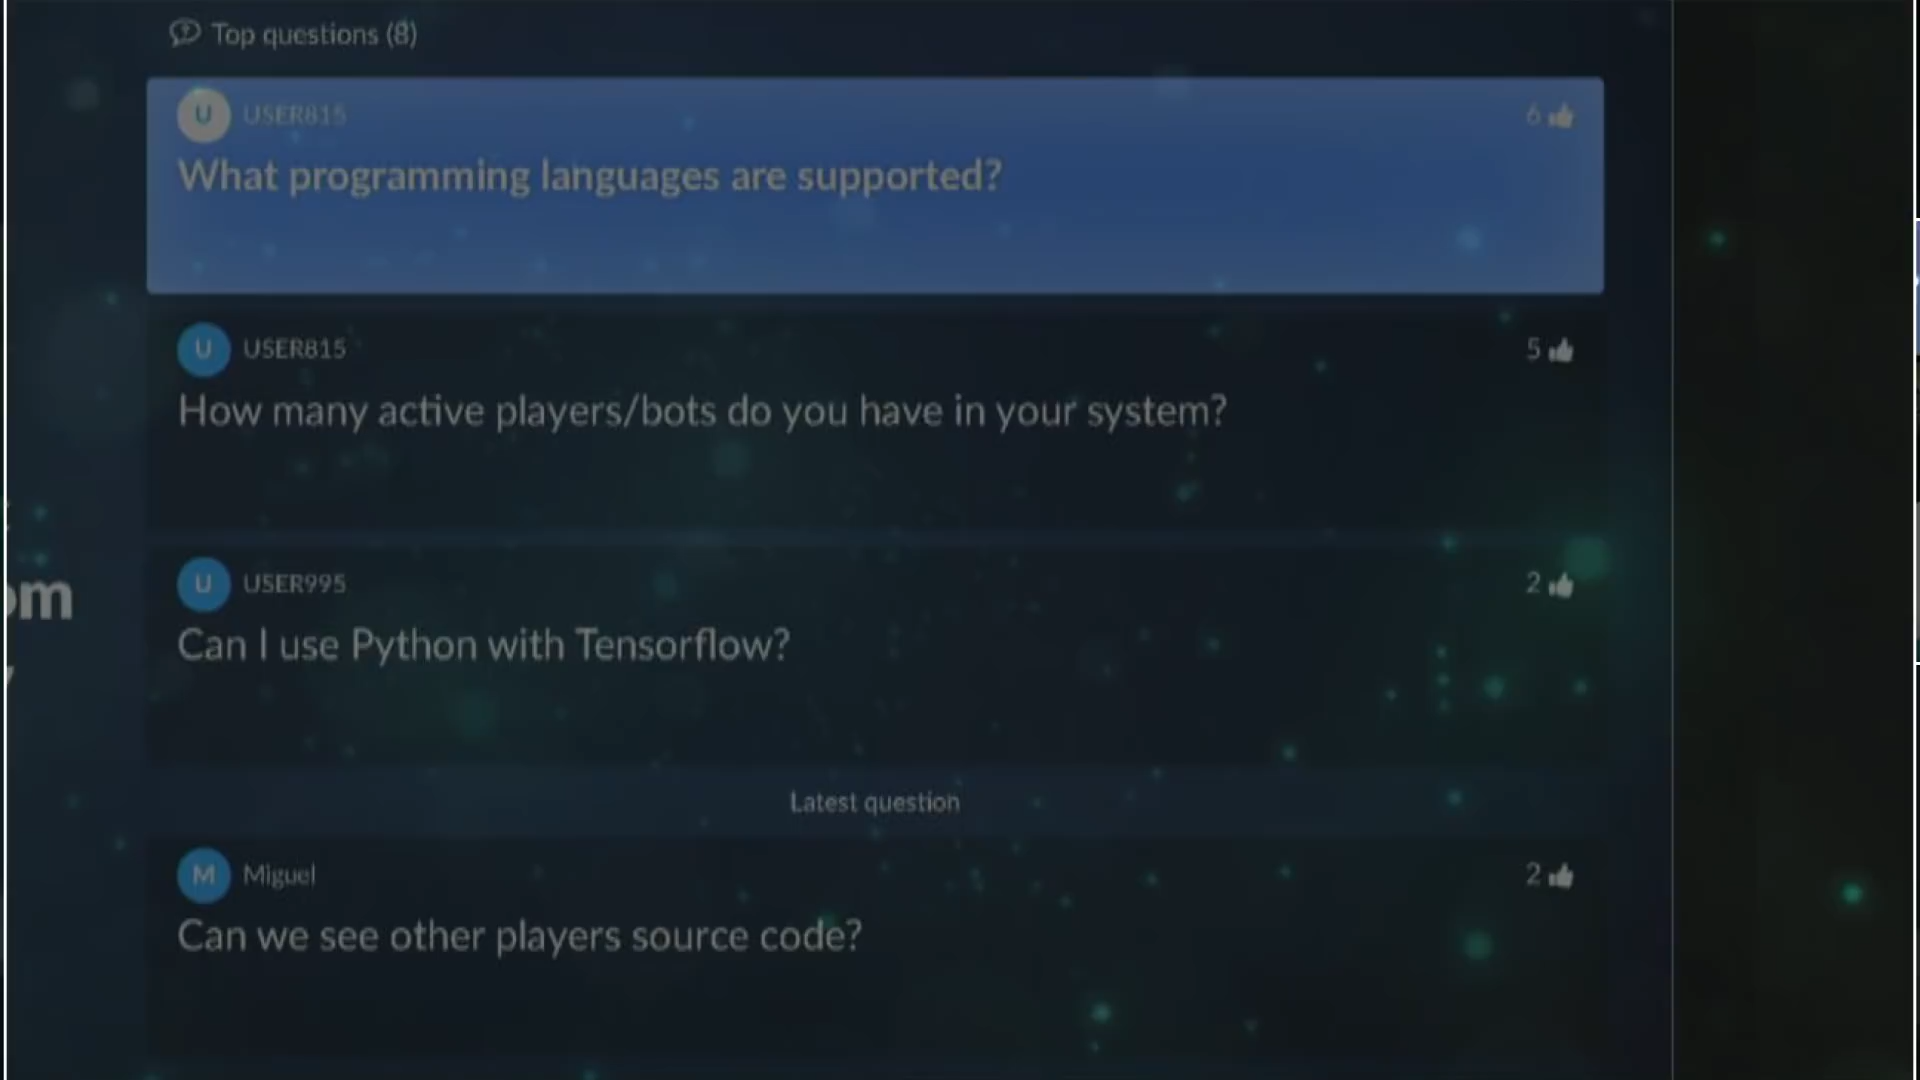 Top questions (8)
U USER815 6
What programming languages are supported?
U USER815 5
How many active players/bots do you have in your system?
U USER995 2
Can I use Python with Tensorflow?
om
Latest question
M Miguel 2
Can we see other players source code?